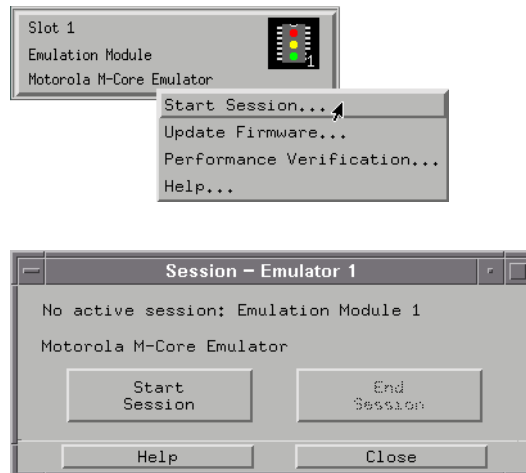 Slot 1
Emulation Module
Motorola M-Core Emulator
1
Start Session...
Update Firmware...
Performance Verification...
Help...
Session – Emulator 1
No active session: Emulation Module 1
Motorola M-Core Emulator
Start
Session
End
Session
Help
Close